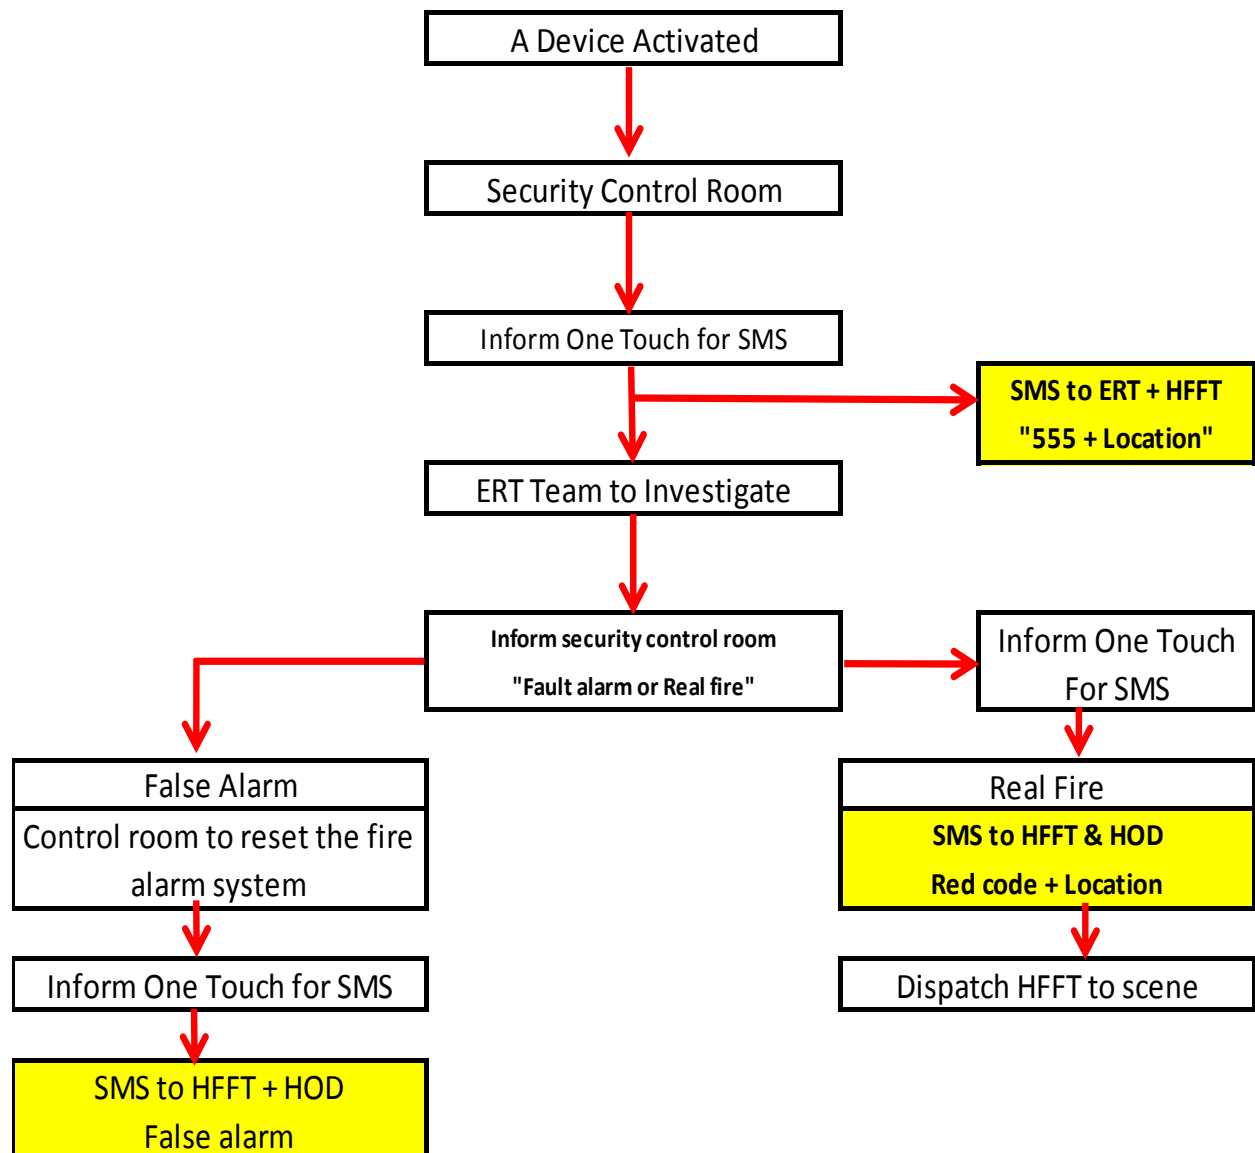 A Device Activated
Security Control Room
Inform One Touch for SMS
SMS to ERT + HFFT
"555 + Location"
ERT Team to Investigate
Inform security control room
"Fault alarm or Real fire"
Inform One Touch
For SMS
False Alarm
Control room to reset the fire
alarm system
Real Fire
SMS to HFFT & HOD
Red code + Location
Inform One Touch for SMS
Dispatch HFFT to scene
SMS to HFFT + HOD
False alarm